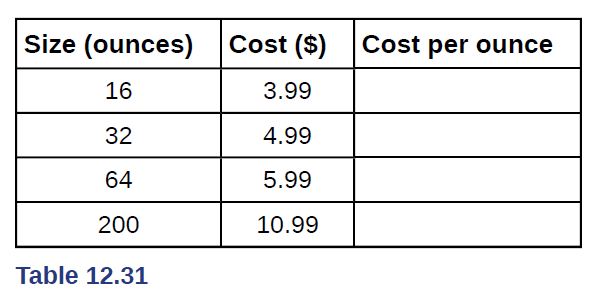 Size (ounces) Cost ($) Cost per ounce
16 3.99
32 4.99
64 5.99
200 10.99
Table 12.31